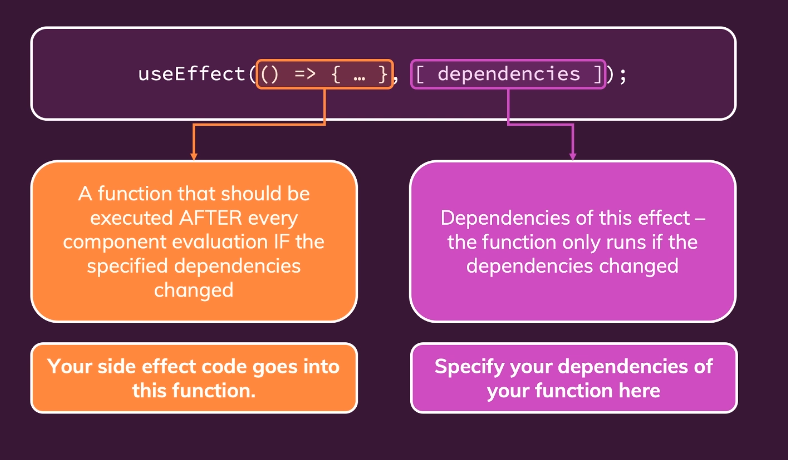 useEffect(() => { … }, [ dependencies ]);
A function that should be
executed AFTER every
component evaluation IF the
specified dependencies
changed
Dependencies of this effect –
the function only runs if the
dependencies changed
Your side effect code goes into
this function.
Specify your dependencies of
your function here